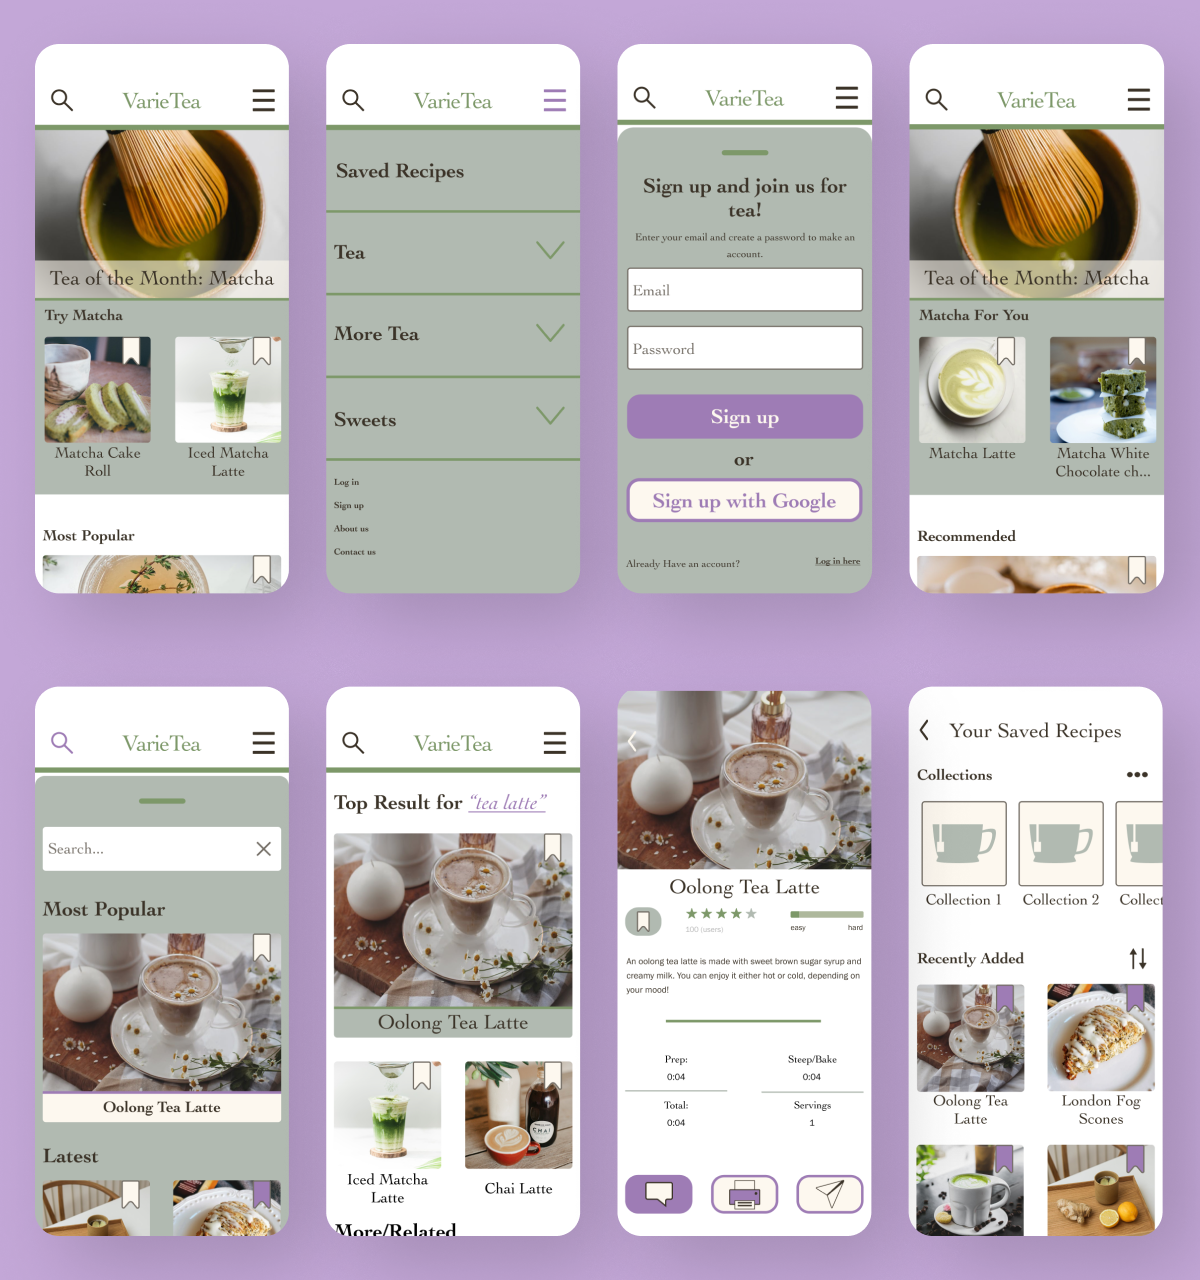 VarieTea
Tea of the Month: Matcha
Try Matcha
Matcha Cake
Roll
Iced Matcha
Latte
Most Popular
VarieTea
Saved Recipes
Tea
More Tea
Sweets
Log in
Sign up
About us
Contact us
VarieTea
Sign up and join us for
tea!
Enter your email and create a password to make an
account.
Email
Password
Sign up
or
Sign up with Google
Already Have an account?
Log in here
VarieTea
Tea of the Month: Matcha
Matcha For You
Matcha Latte
Matcha White
Chocolate ch...
Recommended
VarieTea
Search...
Most Popular
Oolong Tea Latte
Latest
VarieTea
Top Result for "tea latte"
Oolong Tea Latte
CHAI
Iced Matcha
Latte
Chai Latte
More/Related
Oolong Tea Latte
100 (users)
easy
hard
An oolong tea latte is made with sweet brown sugar syrup and
creamy milk. You can enjoy it either hot or cold, depending on
your mood!
Prep:
0:04
Steep/Bake
0:04
Total:
0:04
Servings
1
Your Saved Recipes
Collections
Collection 1
Collection 2
Collect
Recently Added
Oolong Tea
Latte
London Fog
Scones